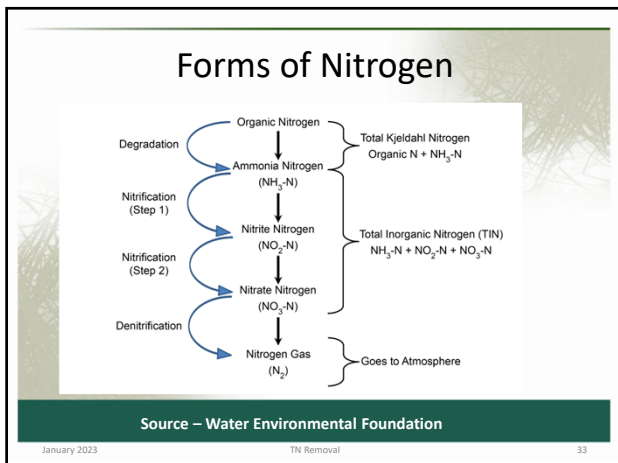 Forms of Nitrogen
Organic Nitrogen
Degradation
Total Kjeldahl Nitrogen
Organic N + NH3-N
Ammonia Nitrogen
(NH3-N)
Nitrification
(Step 1)
Nitrite Nitrogen
(NO2-N)
Total Inorganic Nitrogen (TIN)
NH3-N + NO2-N + NO3-N
Nitrification
(Step 2)
Nitrate Nitrogen
(NO3-N)
Denitrification
Nitrogen Gas
(N2)
Goes to Atmosphere
Source – Water Environmental Foundation
January 2023
TN Removal
33